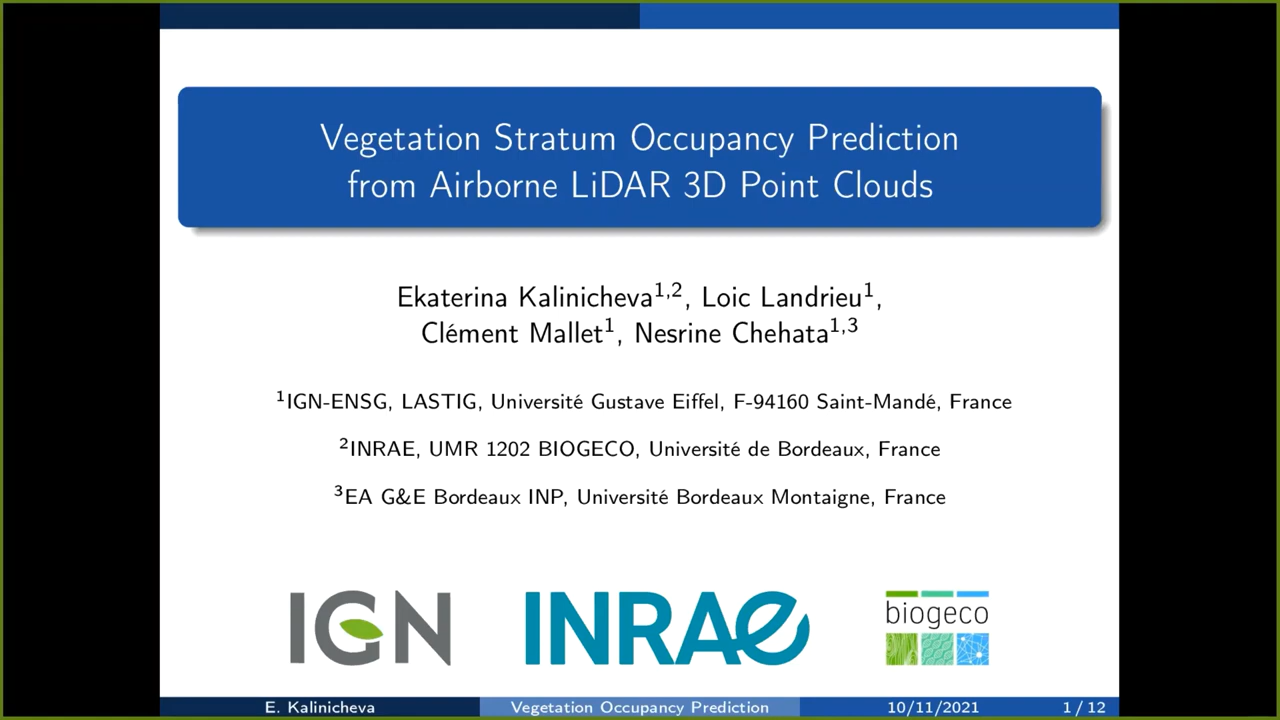 Vegetation Stratum Occupancy Prediction
from Airborne LiDAR 3D Point Clouds
Ekaterina Kalinicheva1,2, Loic Landrieu1,
Clément Mallet1, Nesrine Chehata1,3
1IGN-ENSG, LASTIG, Université Gustave Eiffel, F-94160 Saint-Mandé, France
2INRAE, UMR 1202 BIOGECO, Université de Bordeaux, France
3EA G&E Bordeaux INP, Université Bordeaux Montaigne, France
IGN INRAE biogeco
E. Kalinicheva Vegetation Occupancy Prediction 10/11/2021 1 / 12